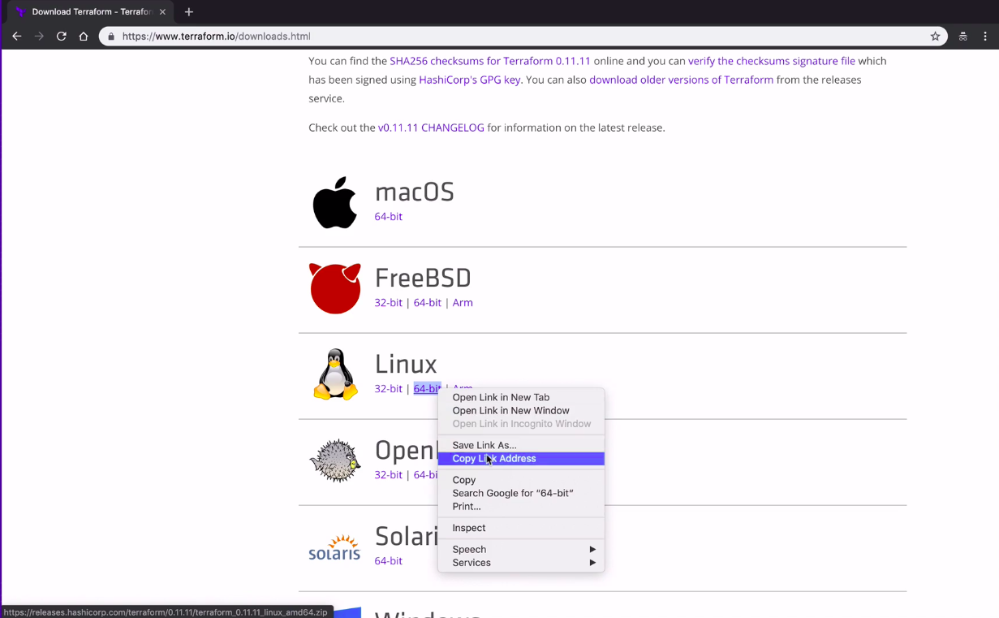 Download Terraform - Terrafor
https://www.terraform.io/downloads.html
You can find the SHA256 checksums for Terraform 0.11.11 online and you can verify the checksums signature file which
has been signed using HashiCorp's GPG key. You can also download older versions of Terraform from the releases
service.
Check out the v0.11.11 CHANGELOG for information on the latest release.
macOS
64-bit
FreeBSD
32-bit | 64-bit | Arm
Linux
32-bit | 64-bit | Arm
Open Link in New Tab
Open Link in New Window
Open Link in Incognito Window
Save Link As...
Copy Link Address
Copy
Search Google for “64-bit”
Print...
Inspect
Speech
Services
Open
32-bit | 64-bi
SOLARIS
Solari
64-bit
Windows
https://releases.hashicorp.com/terraform/0.11.11/terraform_0.11.11_linux_amd64.zip